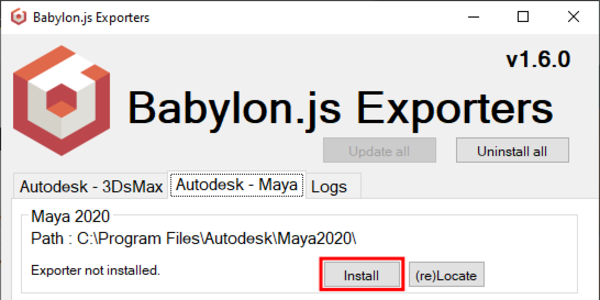 Babylon.js Exporters
v1.6.0
Babylon.js Exporters
Update all
Uninstall all
Autodesk - 3DsMax
Autodesk - Maya
Logs
Maya 2020
Path : C:\Program Files\Autodesk\Maya2020\
Exporter not installed.
Install
(re)Locate